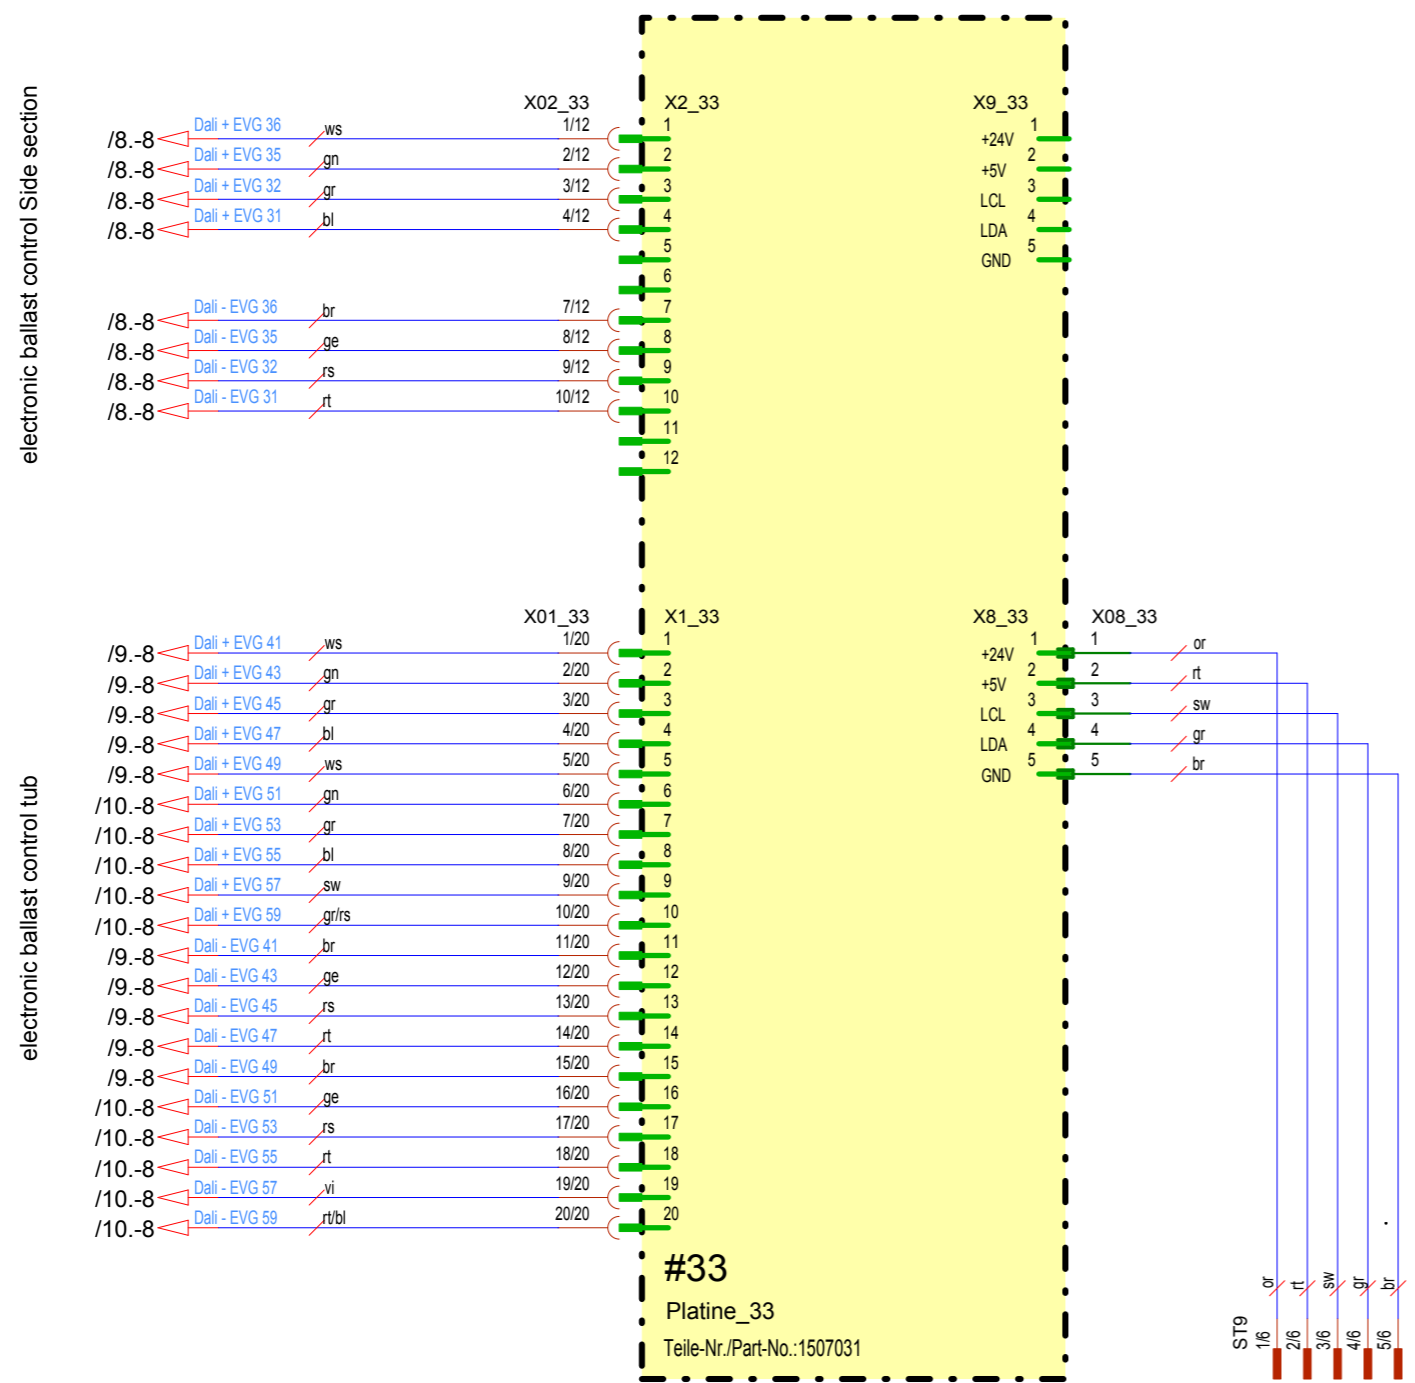 electronic ballast control Side section
X02_33 X2_33 X9_33
/8.-8 Dali + EVG 36 ws 1/12 1 +24V 1
/8.-8 Dali + EVG 35 gn 2/12 2 +5V 2
/8.-8 Dali + EVG 32 gr 3/12 3 LCL 3
/8.-8 Dali + EVG 31 bl 4/12 4 LDA 4
5 GND 5
6
/8.-8 Dali - EVG 36 br 7/12 7
/8.-8 Dali - EVG 35 ge 8/12 8
/8.-8 Dali - EVG 32 rs 9/12 9
/8.-8 Dali - EVG 31 rt 10/12 10
11
12
electronic ballast control tub
X01_33 X1_33 X8_33 X08_33
/9.-8 Dali + EVG 41 ws 1/20 1 +24V 1 1 or
/9.-8 Dali + EVG 43 gn 2/20 2 +5V 2 2 rt
/9.-8 Dali + EVG 45 gr 3/20 3 LCL 3 3 sw
/9.-8 Dali + EVG 47 bl 4/20 4 LDA 4 4 gr
/9.-8 Dali + EVG 49 ws 5/20 5 GND 5 5 br
/10.-8 Dali + EVG 51 gn 6/20 6
/10.-8 Dali + EVG 53 gr 7/20 7
/10.-8 Dali + EVG 55 bl 8/20 8
/10.-8 Dali + EVG 57 sw 9/20 9
/10.-8 Dali + EVG 59 gr/rs 10/20 10
/9.-8 Dali - EVG 41 br 11/20 11
/9.-8 Dali - EVG 43 ge 12/20 12
/9.-8 Dali - EVG 45 rs 13/20 13
/9.-8 Dali - EVG 47 rt 14/20 14
/9.-8 Dali - EVG 49 br 15/20 15
/10.-8 Dali - EVG 51 ge 16/20 16
/10.-8 Dali - EVG 53 rs 17/20 17
/10.-8 Dali - EVG 55 rt 18/20 18
/10.-8 Dali - EVG 57 vi 19/20 19
/10.-8 Dali - EVG 59 rt/bl 20/20 20
#33
Platine_33
Teile-Nr./Part-No.:1507031
or rt sw gr br
ST9 1/6 2/6 3/6 4/6 5/6